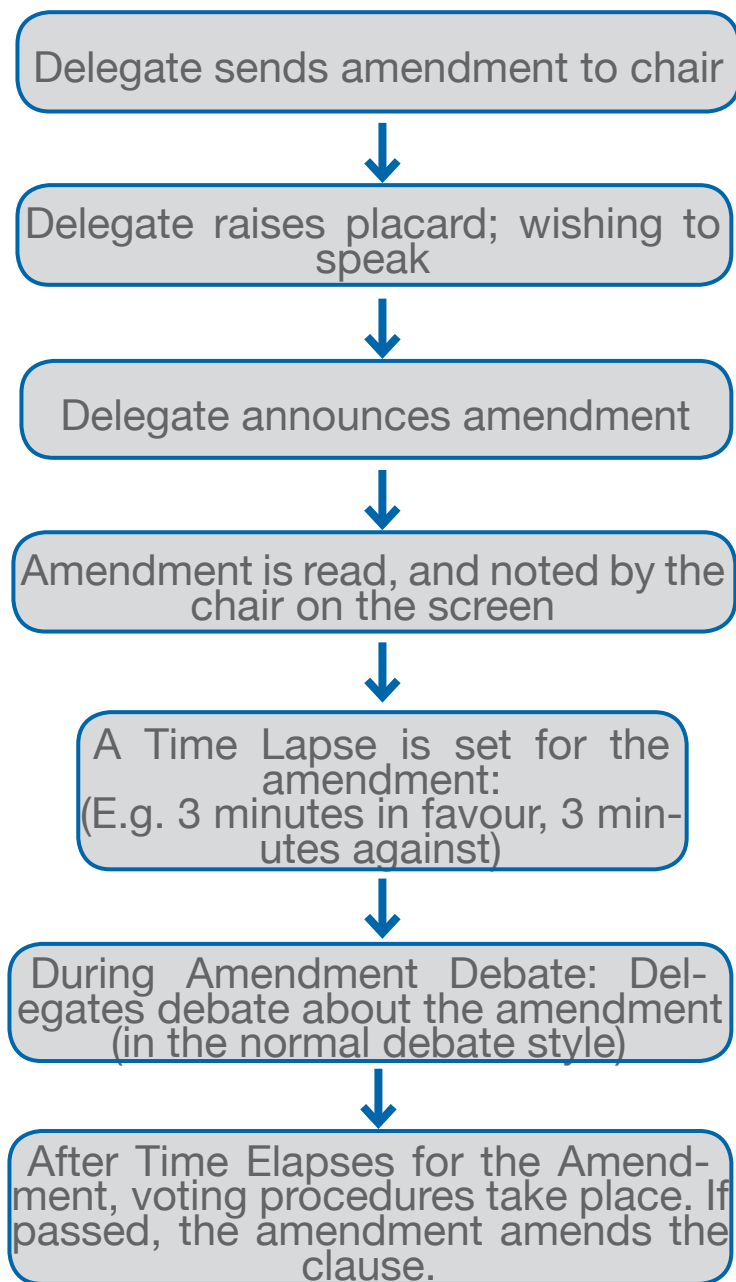 Delegate sends amendment to chair
Delegate raises placard; wishing to
speak
Delegate announces amendment
Amendment is read, and noted by the
chair on the screen
A Time Lapse is set for the
amendment:
(E.g. 3 minutes in favour, 3 min-
utes against)
During Amendment Debate: Del-
egates debate about the amendment
(in the normal debate style)
After Time Elapses for the Amend-
ment, voting procedures take place. If
passed, the amendment amends the
clause.